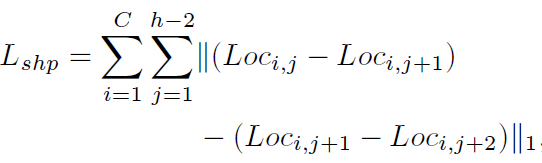 L_{shp} = \sum_{i=1}^{C} \sum_{j=1}^{h-2} \|(Loc_{i,j} - Loc_{i,j+1})
- (Loc_{i,j+1} - Loc_{i,j+2})\|_1,